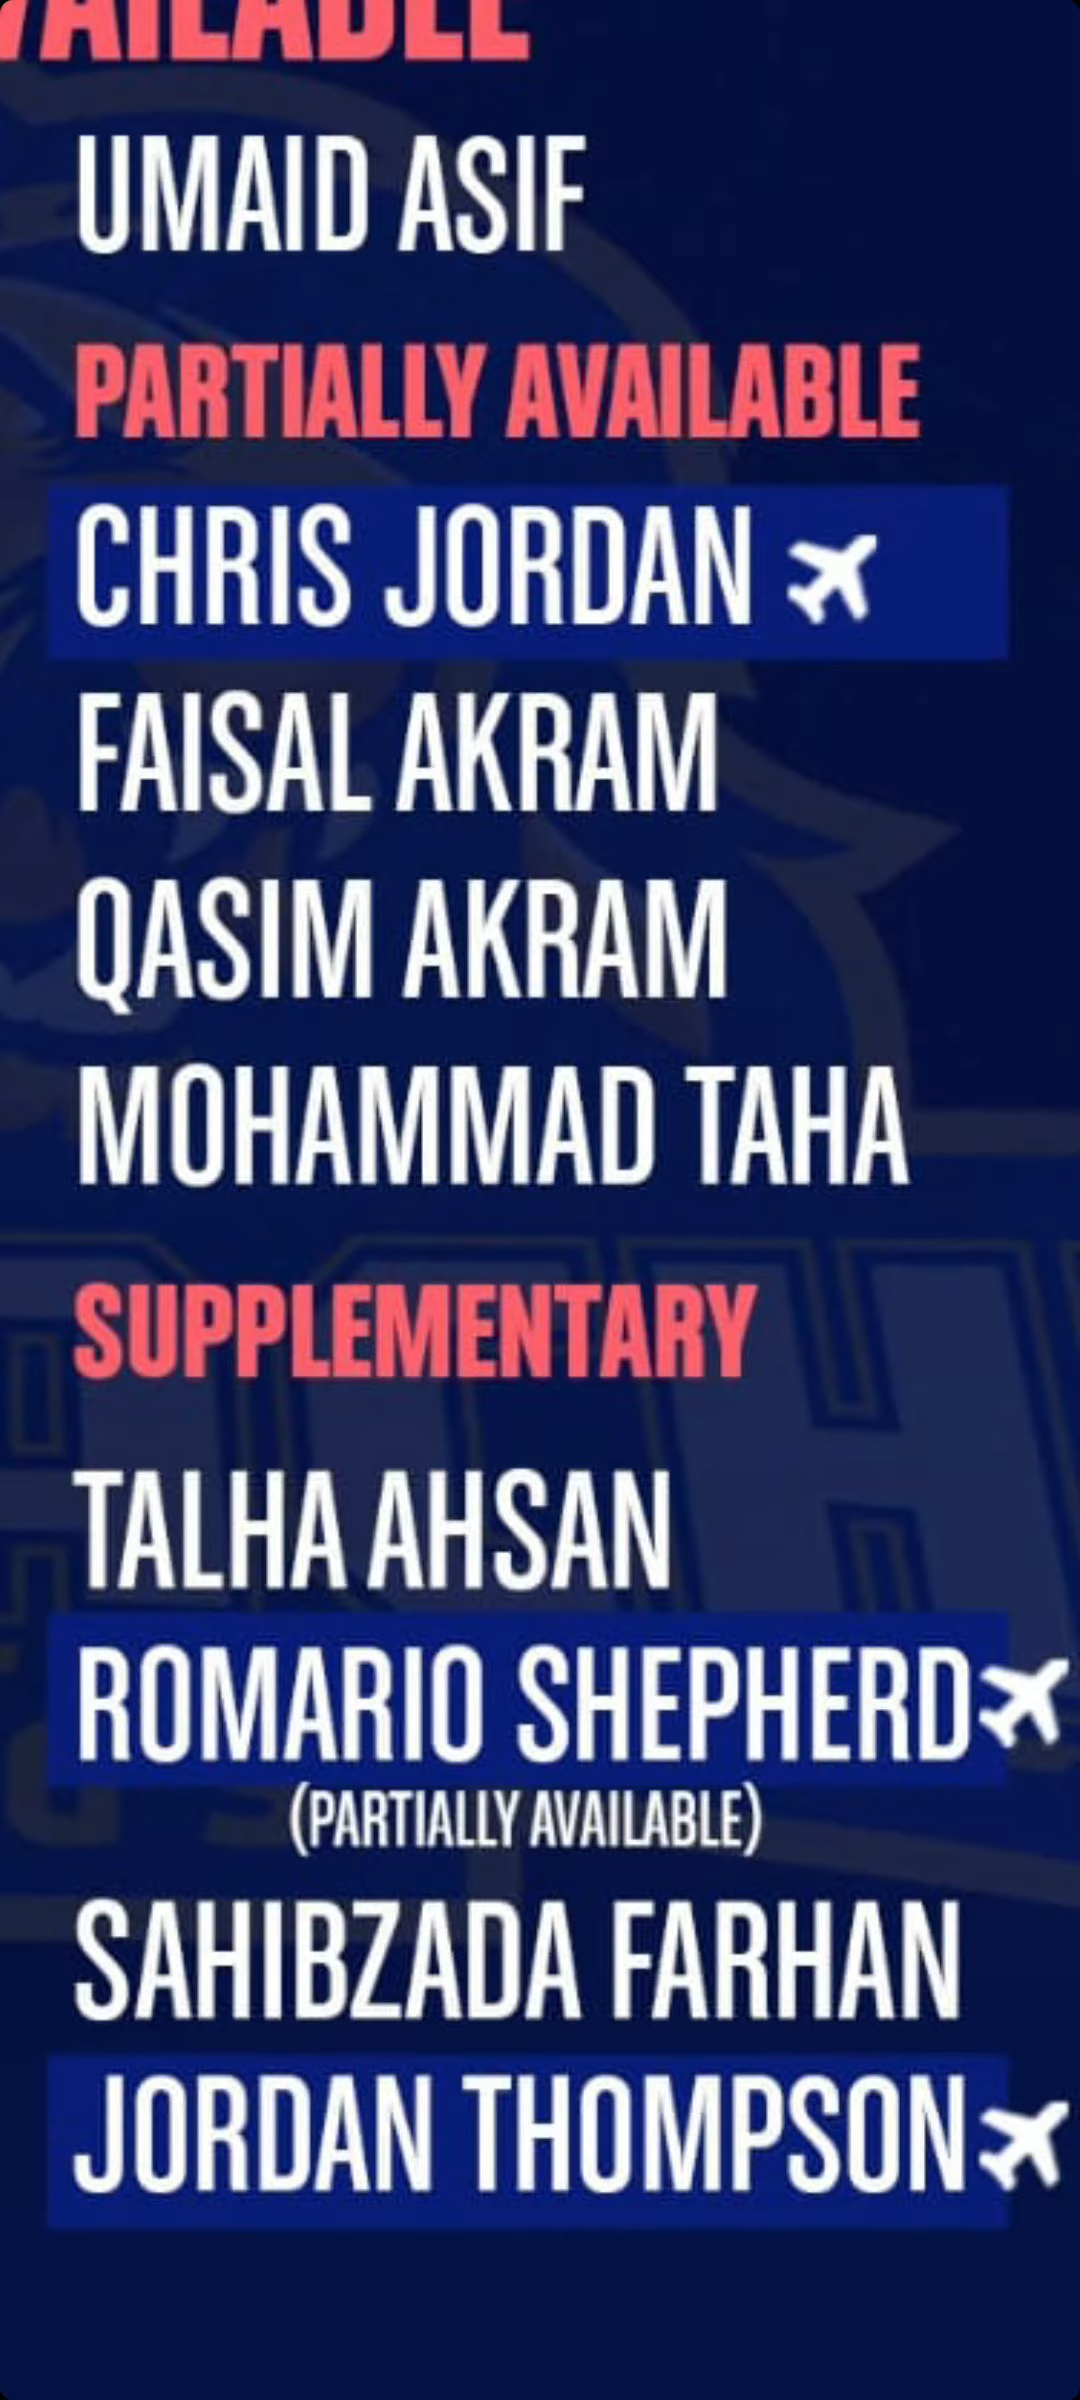 UMAID ASIF
PARTIALLY AVAILABLE
CHRIS JORDAN
FAISAL AKRAM
QASIM AKRAM
MOHAMMAD TAHA
SUPPLEMENTARY
TALHA AHSAN
ROMARIO SHEPHERD
(PARTIALLY AVAILABLE)
SAHIBZADA FARHAN
JORDAN THOMPSON